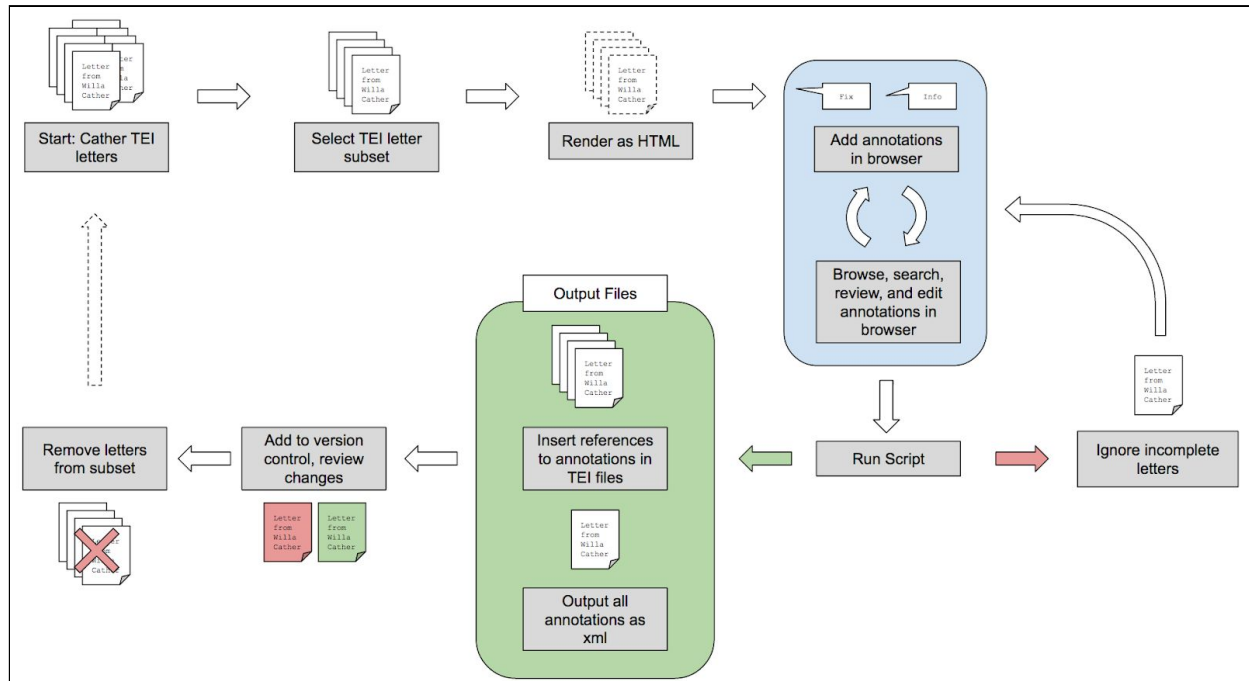 Letter
from
Willa
Cather
Start: Cather TEI
letters
Letter
from
Willa
Cather
Select TEI letter
subset
Letter
from
Willa
Cather
Render as HTML
Fix
Info
Add annotations
in browser
Browse, search,
review, and edit
annotations in
browser
Letter
from
Willa
Cather
Ignore incomplete
letters
Run Script
Output Files
Letter
from
Willa
Cather
Insert references
to annotations in
TEI files
Letter
from
Willa
Cather
Output all
annotations as
xml
Add to version
control, review
changes
Letter
from
Willa
Cather
Letter
from
Willa
Cather
Remove letters
from subset